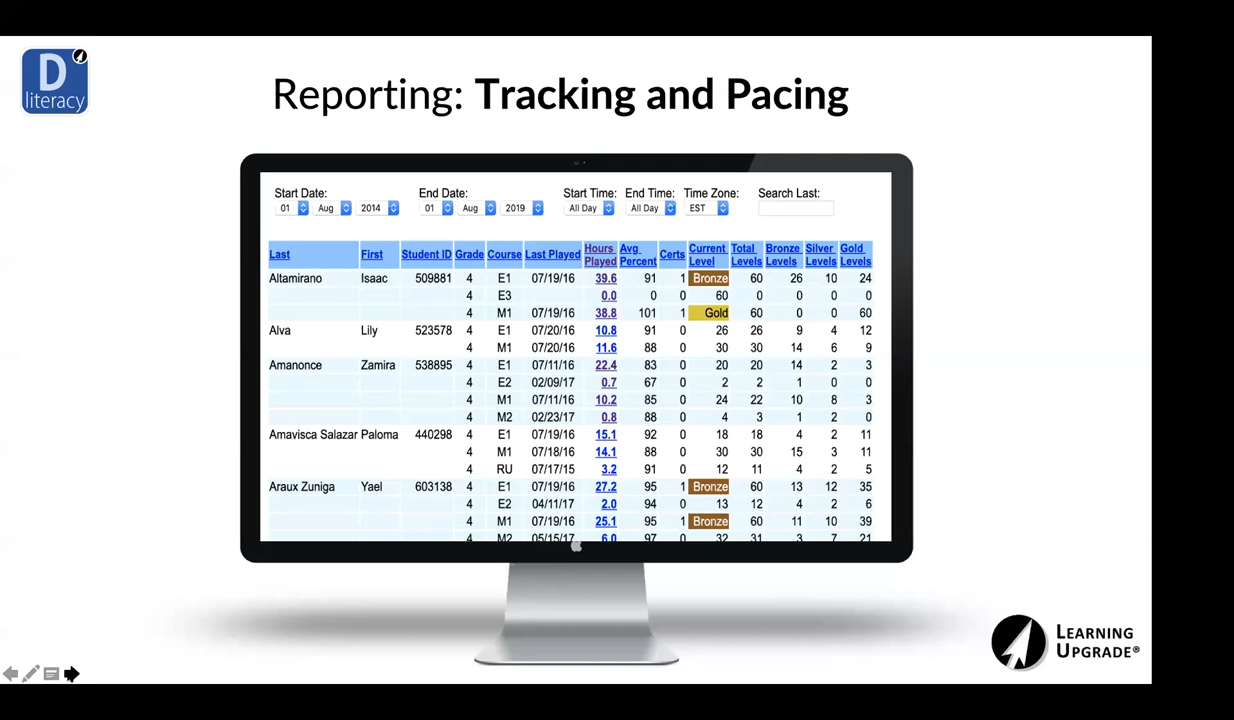 D
literacy
Reporting: Tracking and Pacing
Start Date: End Date: Start Time: End Time: Time Zone: Search Last:
01 Aug 2014 01 Aug 2019 All Day All Day EST
Last First Student ID Grade Course Last Played Hours Played Avg Percent Certs Current Level Total Levels Bronze Levels Silver Levels Gold Levels
Altamirano Isaac 509881 4 E1 07/19/16 39.6 91 1 Bronze 60 26 10 24
4 E3 0.0 0 0 60 0 0 0 0
4 M1 07/19/16 38.8 101 1 Gold 60 0 0 60
Alva Lily 523578 4 E1 07/20/16 10.8 91 0 26 26 9 4 12
4 M1 07/20/16 11.6 88 0 30 30 14 6 9
Amanonce Zamira 538895 4 E1 07/11/16 22.4 83 0 20 20 14 2 3
4 E2 02/09/17 0.7 67 0 2 2 1 0 0
4 M1 07/11/16 10.2 85 0 24 22 10 8 3
4 M2 02/23/17 0.8 88 0 4 3 1 2 0
Amavisca Salazar Paloma 440298 4 E1 07/19/16 15.1 92 0 18 18 4 2 11
4 M1 07/18/16 14.1 88 0 30 30 15 3 11
4 RU 07/17/15 3.2 91 0 12 11 4 2 5
Araux Zuniga Yael 603138 4 E1 07/19/16 27.2 95 1 Bronze 60 13 12 35
4 E2 04/11/17 2.0 94 0 13 12 4 2 6
4 M1 07/19/16 25.1 95 1 Bronze 60 11 10 39
4 M2 05/15/17 6.0 97 0 32 31 3 7 21
LEARNING
UPGRADE®